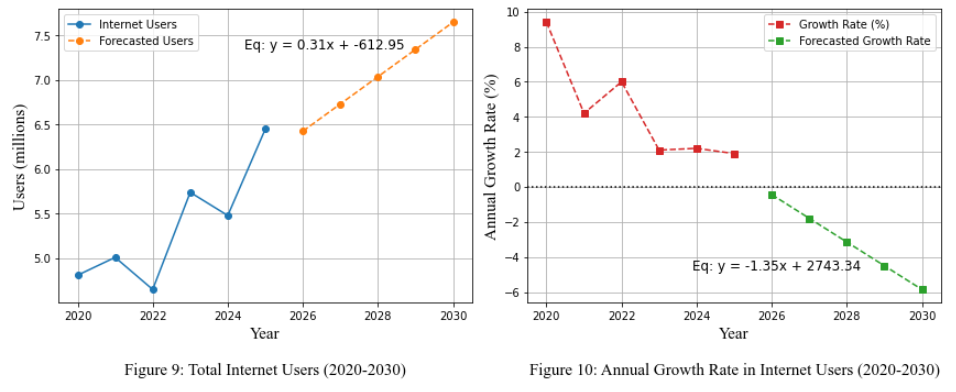 Internet Users
Forecasted Users
Eq: y = 0.31x + -612.95
7.5
7.0
6.5
6.0
5.5
5.0
Users (millions)
2020 2022 2024 2026 2028 2030
Year
Figure 9: Total Internet Users (2020-2030)
Growth Rate (%)
Forecasted Growth Rate
10
8
6
4
2
0
−2
−4
−6
Annual Growth Rate (%)
Eq: y = -1.35x + 2743.34
2020 2022 2024 2026 2028 2030
Year
Figure 10: Annual Growth Rate in Internet Users (2020-2030)